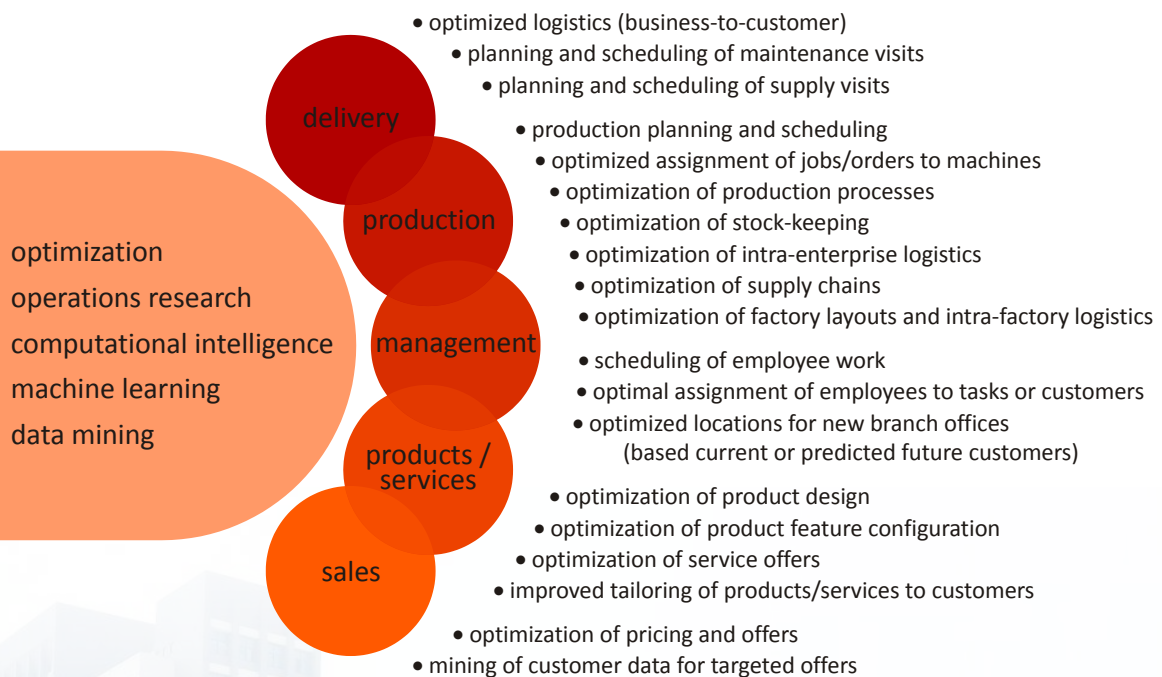 optimization
operations research
computational intelligence
machine learning
data mining
delivery
production
management
products /
services
sales
• optimized logistics (business-to-customer)
• planning and scheduling of maintenance visits
• planning and scheduling of supply visits
• production planning and scheduling
• optimized assignment of jobs/orders to machines
• optimization of production processes
• optimization of stock-keeping
• optimization of intra-enterprise logistics
• optimization of supply chains
• optimization of factory layouts and intra-factory logistics
• scheduling of employee work
• optimal assignment of employees to tasks or customers
• optimized locations for new branch offices
(based current or predicted future customers)
• optimization of product design
• optimization of product feature configuration
• optimization of service offers
• improved tailoring of products/services to customers
• optimization of pricing and offers
• mining of customer data for targeted offers